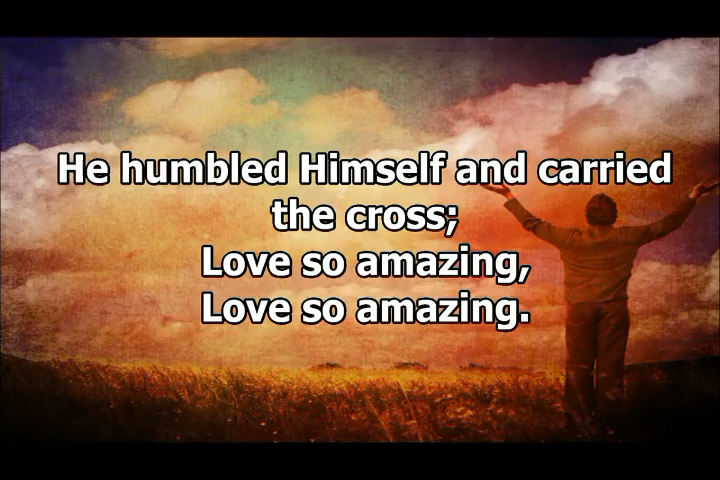 He humbled Himself and carried
the cross;
Love so amazing,
Love so amazing.